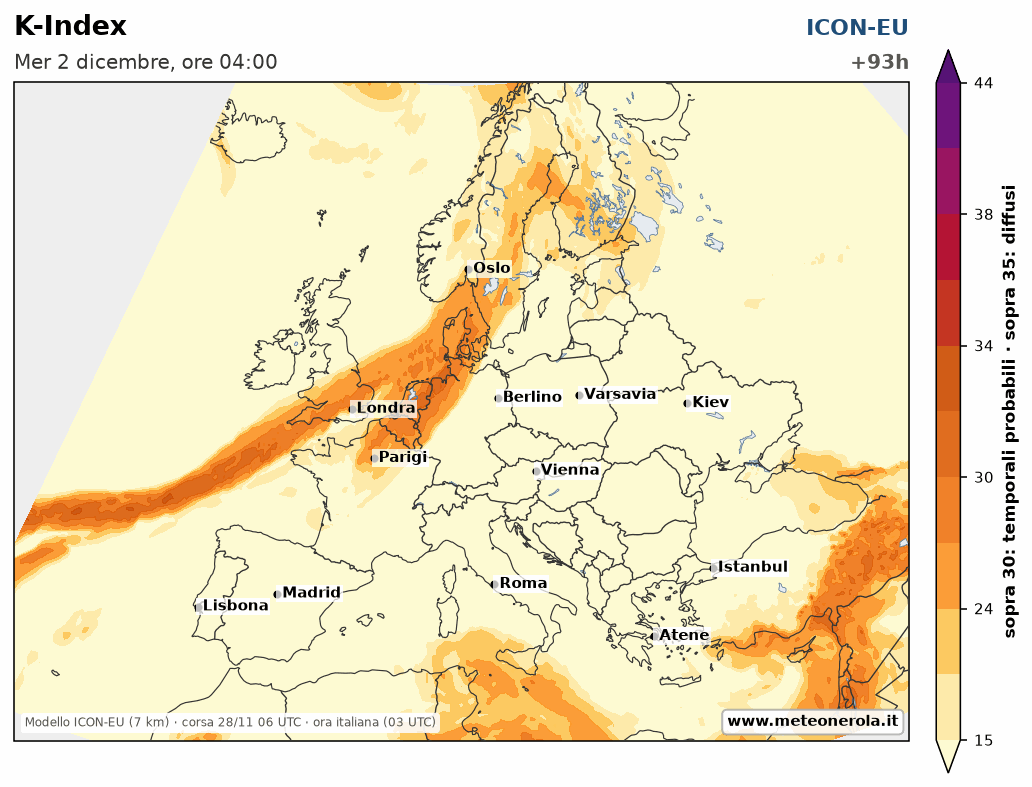 K-Index
ICON-EU
Mer 2 dicembre, ore 04:00
+93h
44
38
34
30
24
15
sopra 30: temporali probabili · sopra 35: diffusi
Oslo
Londra
Berlino
Varsavia
Kiev
Parigi
Vienna
Istanbul
Roma
Madrid
Lisbona
Atene
Modello ICON-EU (7 km) · corsa 28/11 06 UTC · ora italiana (03 UTC)
www.meteonerola.it